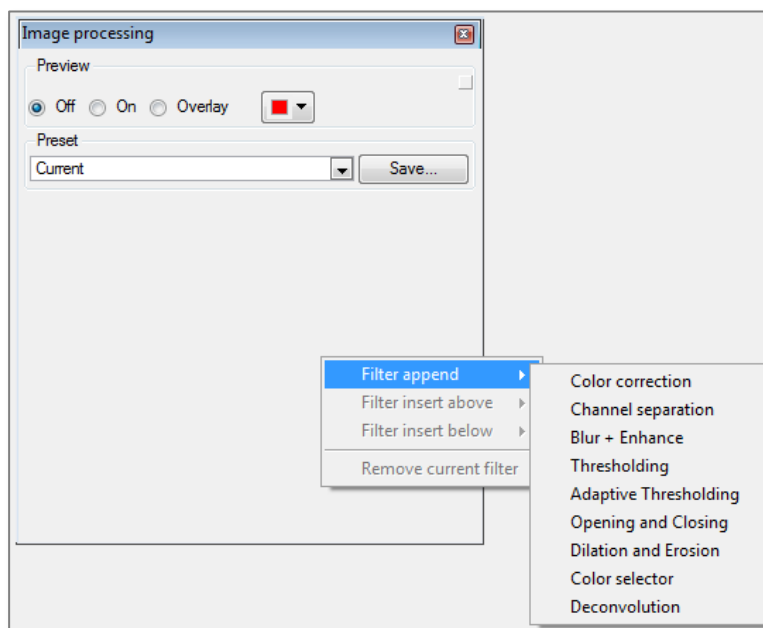 Image processing
Preview
Off On Overlay
Preset
Current Save...
Filter append
Filter insert above
Filter insert below
Remove current filter
Color correction
Channel separation
Blur + Enhance
Thresholding
Adaptive Thresholding
Opening and Closing
Dilation and Erosion
Color selector
Deconvolution